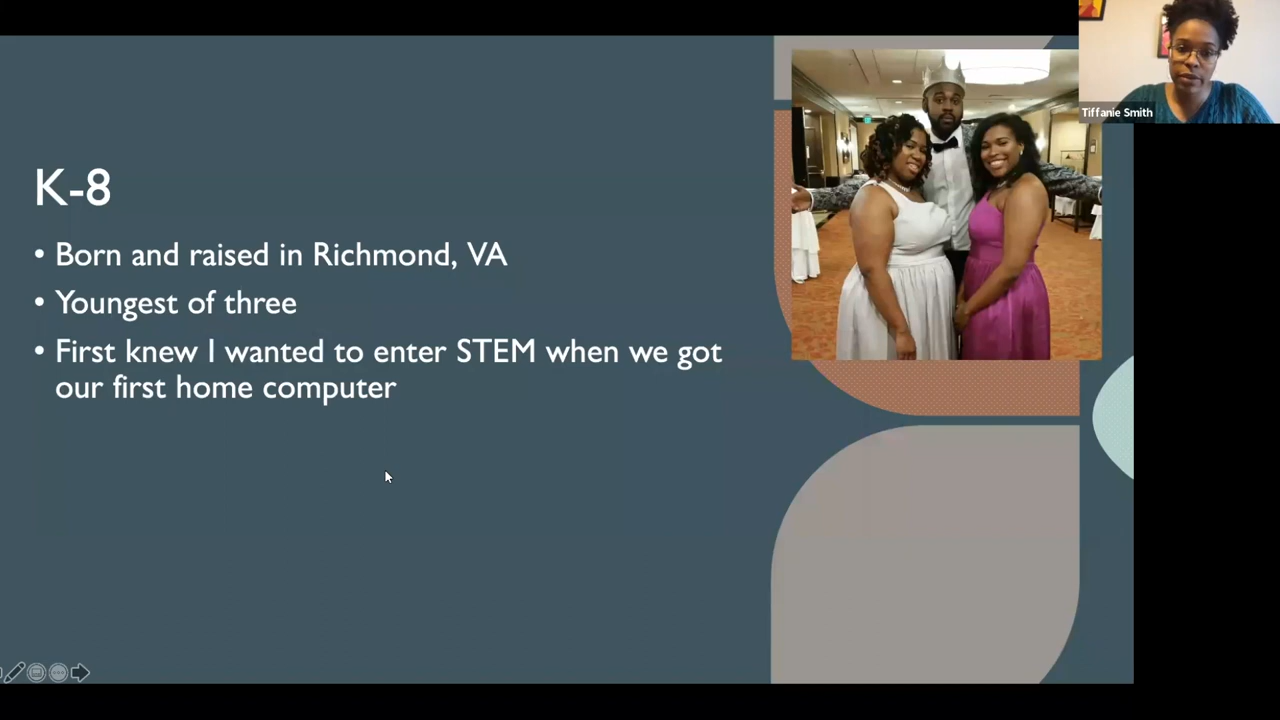 Tiffanie Smith
K-8
• Born and raised in Richmond, VA
• Youngest of three
• First knew I wanted to enter STEM when we got
our first home computer